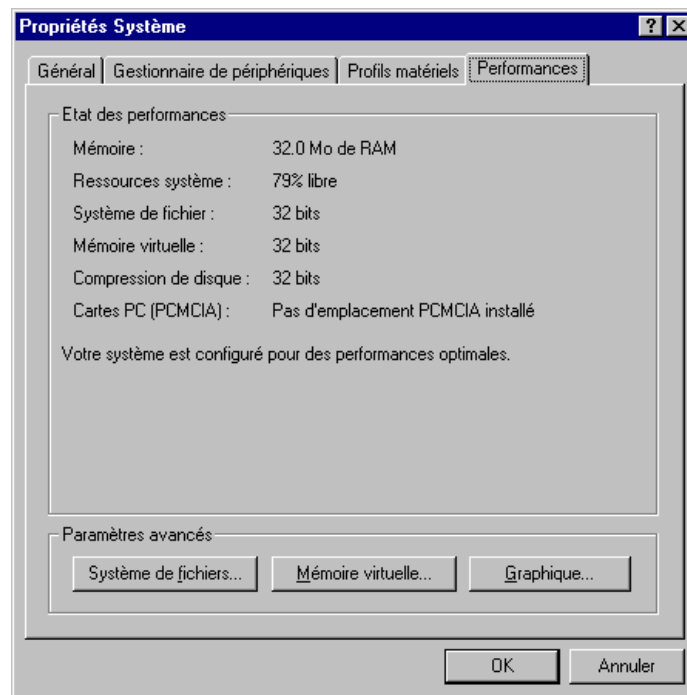 Propriétés Système
Général Gestionnaire de périphériques Profils matériels Performances
Etat des performances
Mémoire : 32.0 Mo de RAM
Ressources système : 79% libre
Système de fichier : 32 bits
Mémoire virtuelle : 32 bits
Compression de disque : 32 bits
Cartes PC (PCMCIA) : Pas d'emplacement PCMCIA installé
Votre système est configuré pour des performances optimales.
Paramètres avancés
Système de fichiers... Mémoire virtuelle... Graphique...
OK Annuler